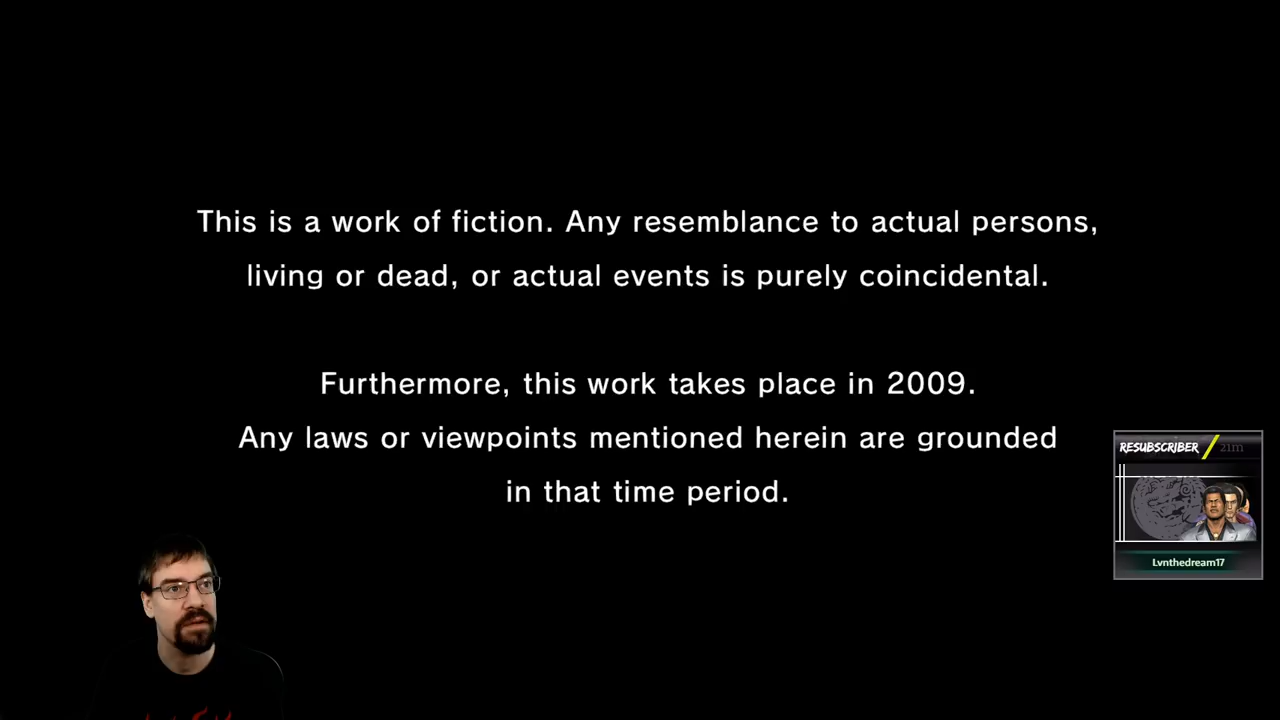 This is a work of fiction. Any resemblance to actual persons,
living or dead, or actual events is purely coincidental.
Furthermore, this work takes place in 2009.
Any laws or viewpoints mentioned herein are grounded
in that time period.
RESUBSCRIBER / 21m
Lvnthedream17